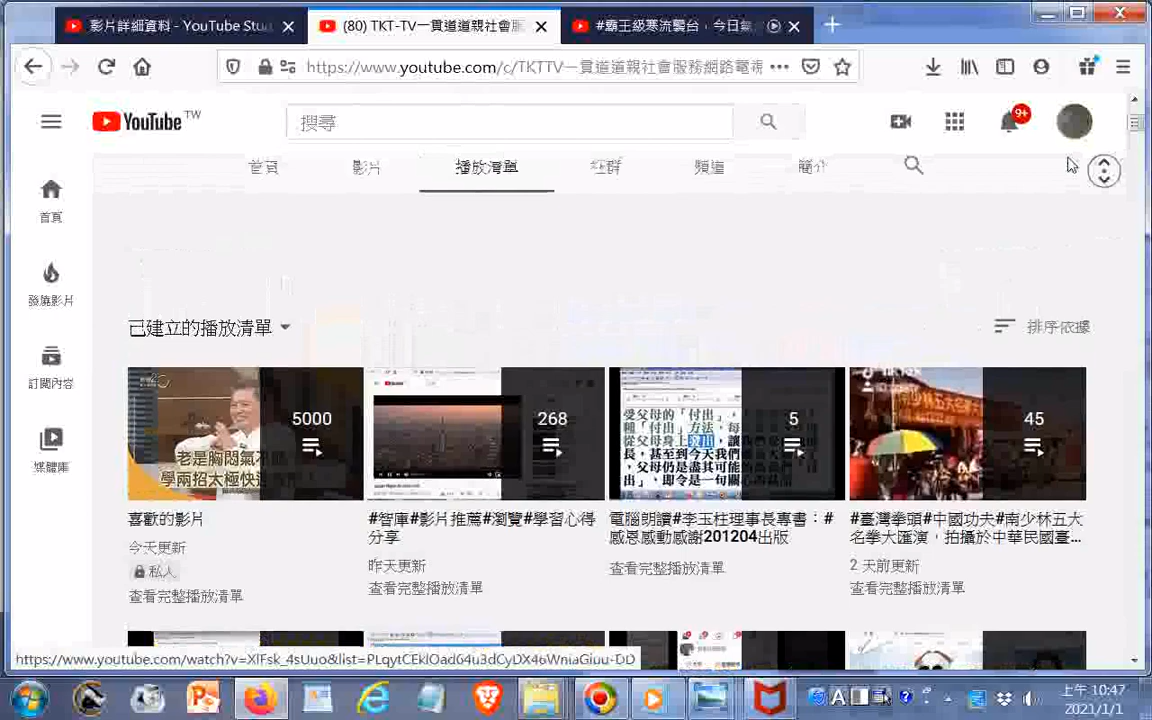 影片詳細資料 - YouTube Stu
(80) TKT-TV一貫道道親社會服
#霸王級寒流襲台，今日氣
https://www.youtube.com/c/TKTTV一貫道道親社會服務網路電視
YouTube TW
搜尋
9+
首頁
影片
播放清單
社群
頻道
簡介
首頁
發燒影片
訂閱內容
媒體庫
已建立的播放清單
排序依據
5000
老是胸悶氣不
學兩招太極快
268
愛父母的「付出」，
種「付出」方法，每
從父母身上發出，讓
長，甚至到今天我們
，父母仍是盡其可能
出」，即令是一句關
5
45
喜歡的影片
今天更新
私人
查看完整播放清單
#智庫#影片推薦#瀏覽#學習心得
分享
昨天更新
查看完整播放清單
電腦朗讀#李玉柱理事長專書：#
感恩感動感謝201204出版
查看完整播放清單
#臺灣拳頭#中國功夫#南少林五大
名拳大匯演，拍攝於中華民國臺...
2 天前更新
查看完整播放清單
上午 10:47
2021/1/1